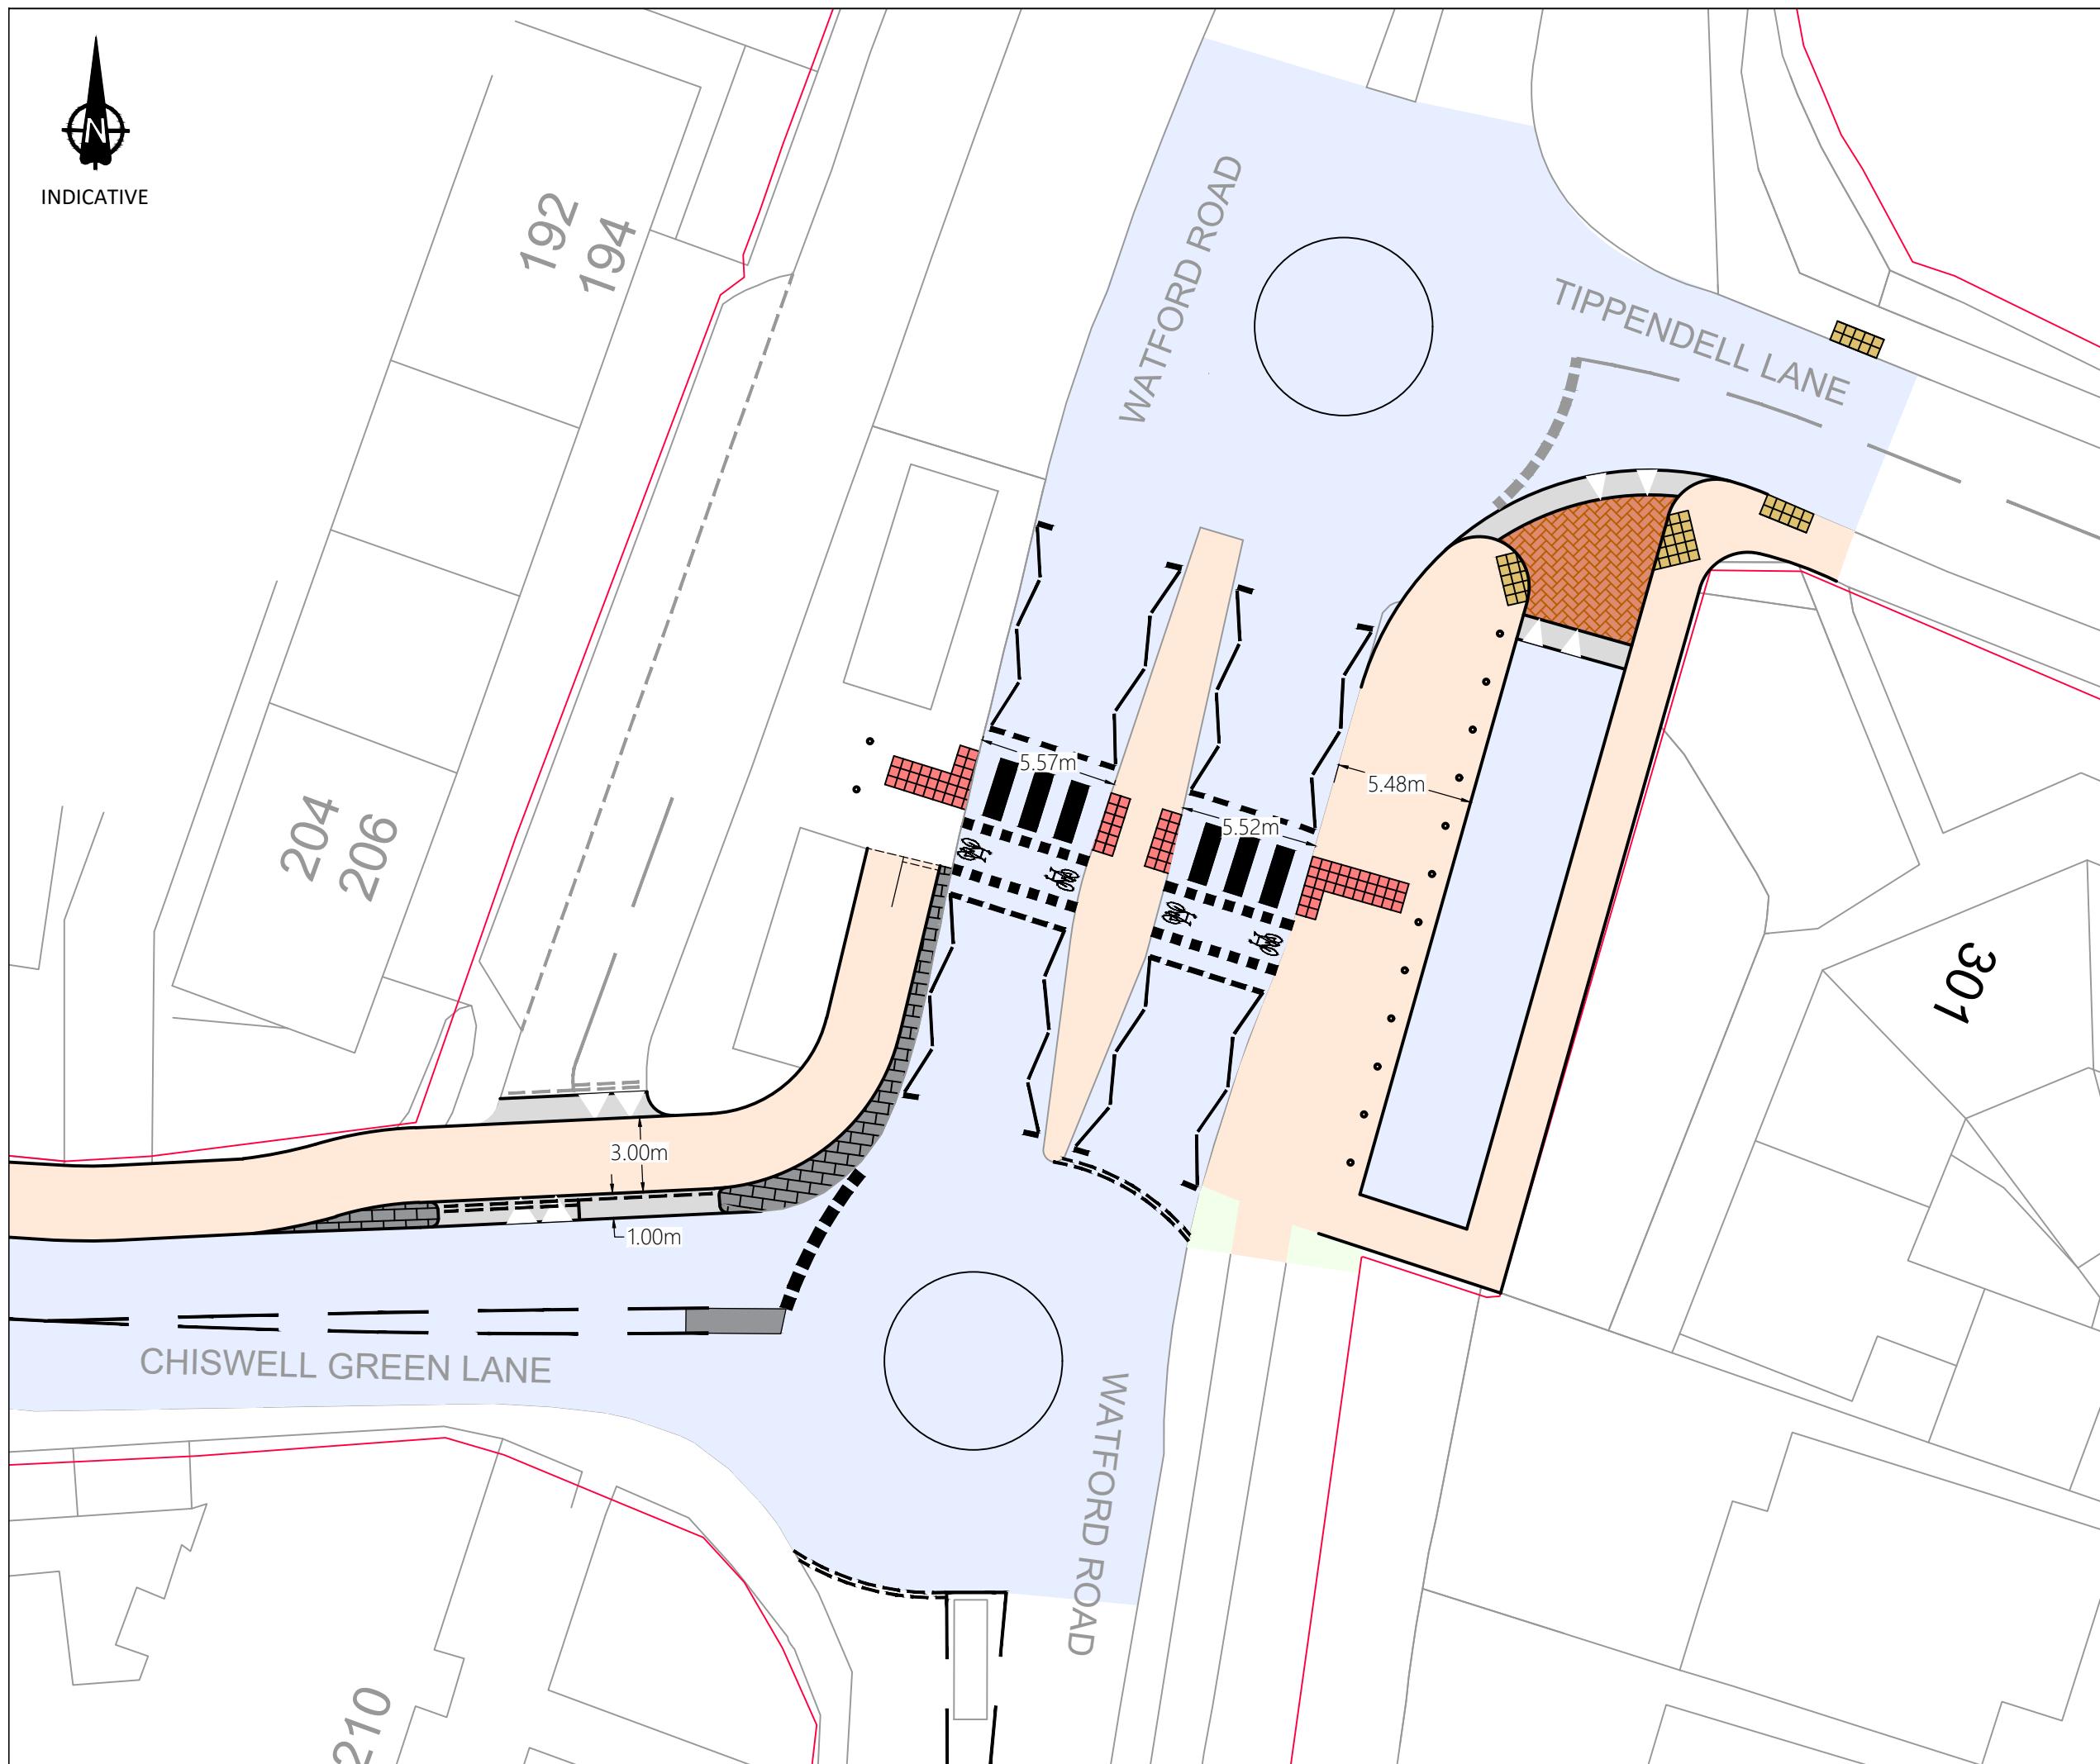 N
INDICATIVE
192
194
WATFORD ROAD
TIPPENDELL LANE
5.57m
5.48m
5.52m
204
206
301
3.00m
1.00m
CHISWELL GREEN LANE
WATFORD ROAD
210